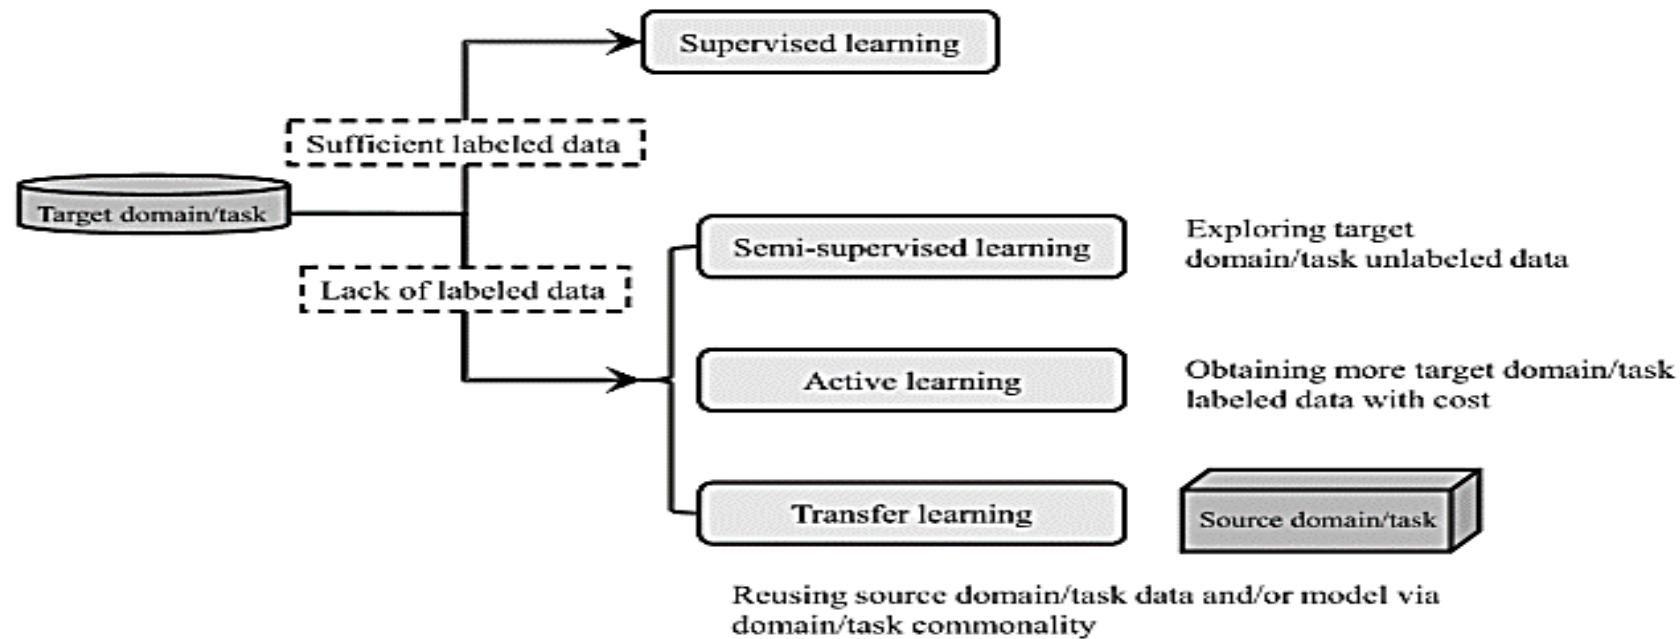 Supervised learning
Sufficient labeled data
Target domain/task
Lack of labeled data
Semi-supervised learning
Exploring target
domain/task unlabeled data
Active learning
Obtaining more target domain/task
labeled data with cost
Transfer learning
Source domain/task
Reusing source domain/task data and/or model via
domain/task commonality